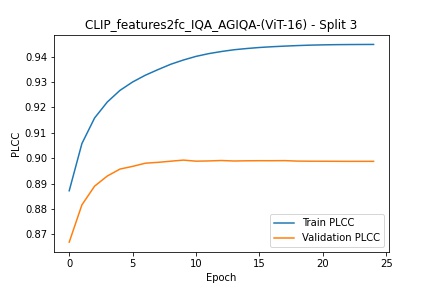 CLIP_features2fc_IQA_AGIQA-(ViT-16) - Split 3
PLCC
0.94
0.93
0.92
0.91
0.90
0.89
0.88
0.87
Train PLCC
Validation PLCC
0 5 10 15 20 25
Epoch